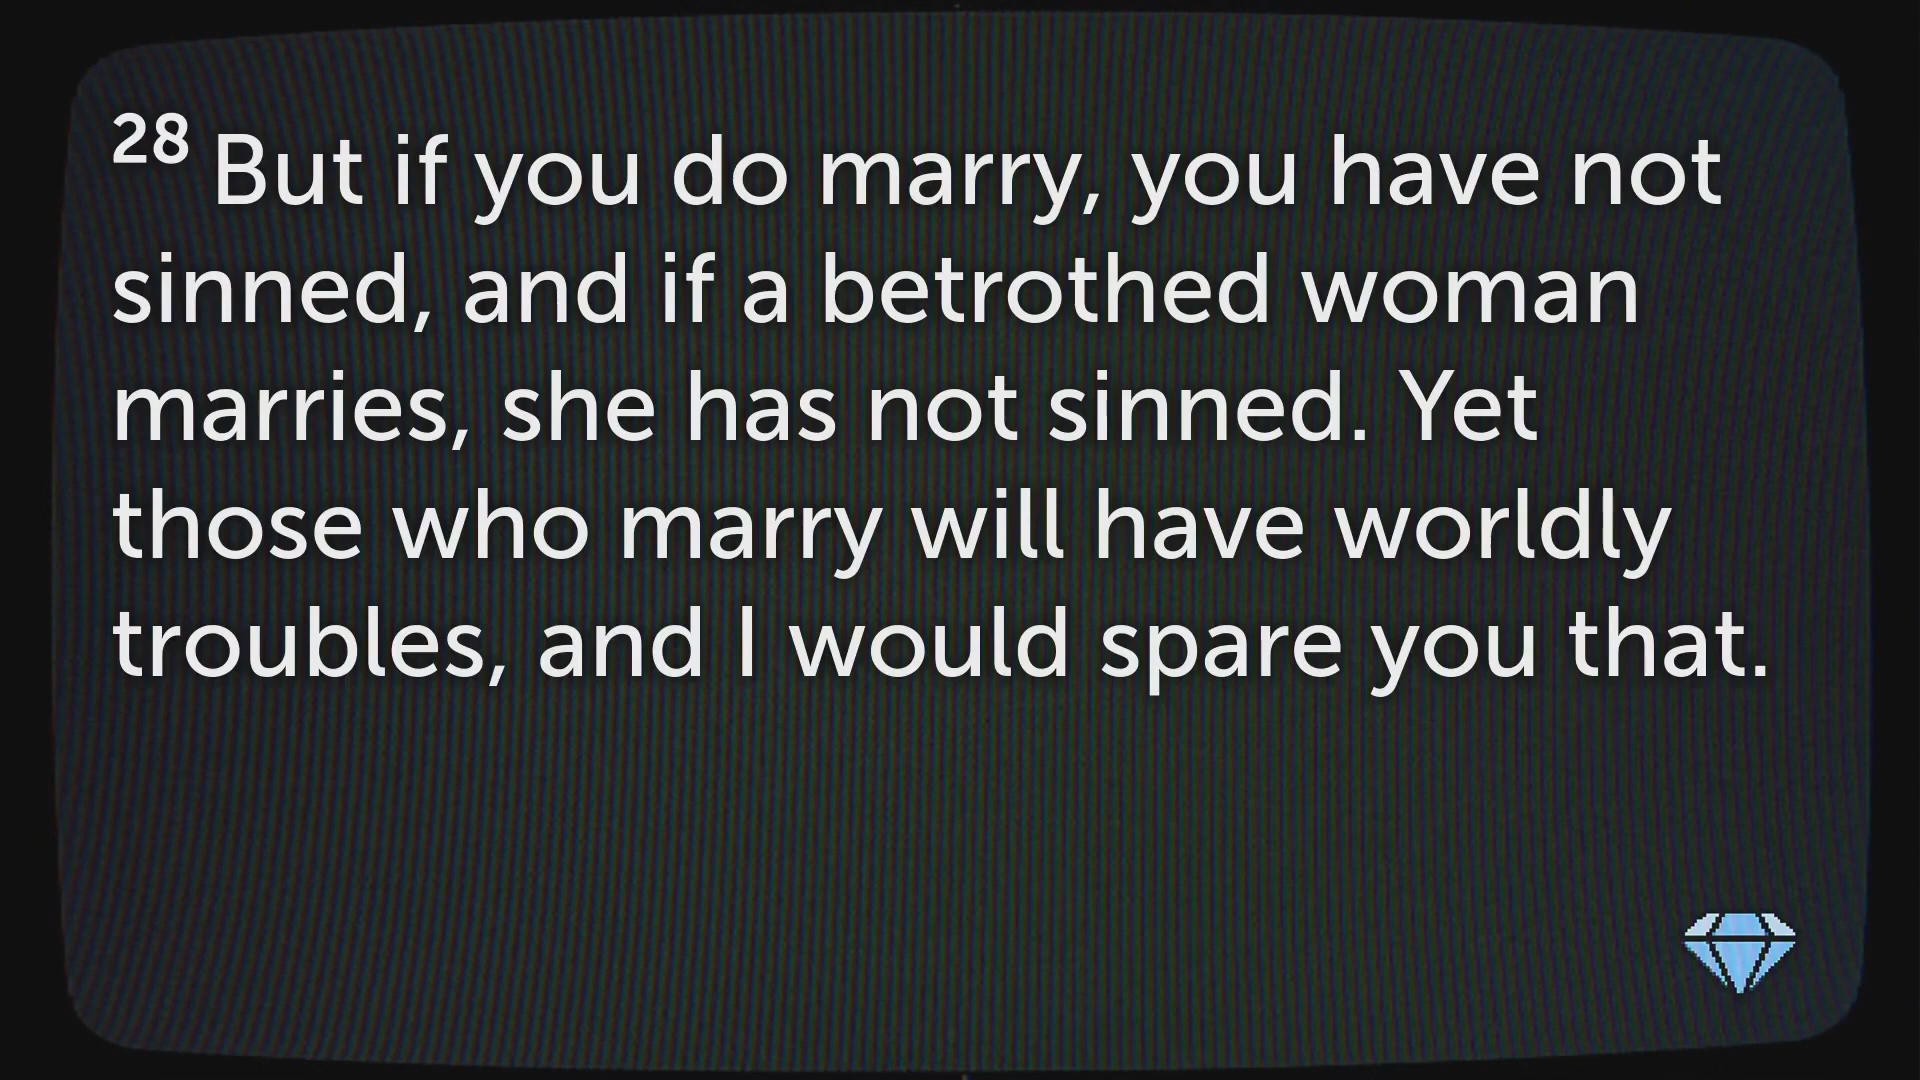 28 But if you do marry, you have not
sinned, and if a betrothed woman
marries, she has not sinned. Yet
those who marry will have worldly
troubles, and I would spare you that.